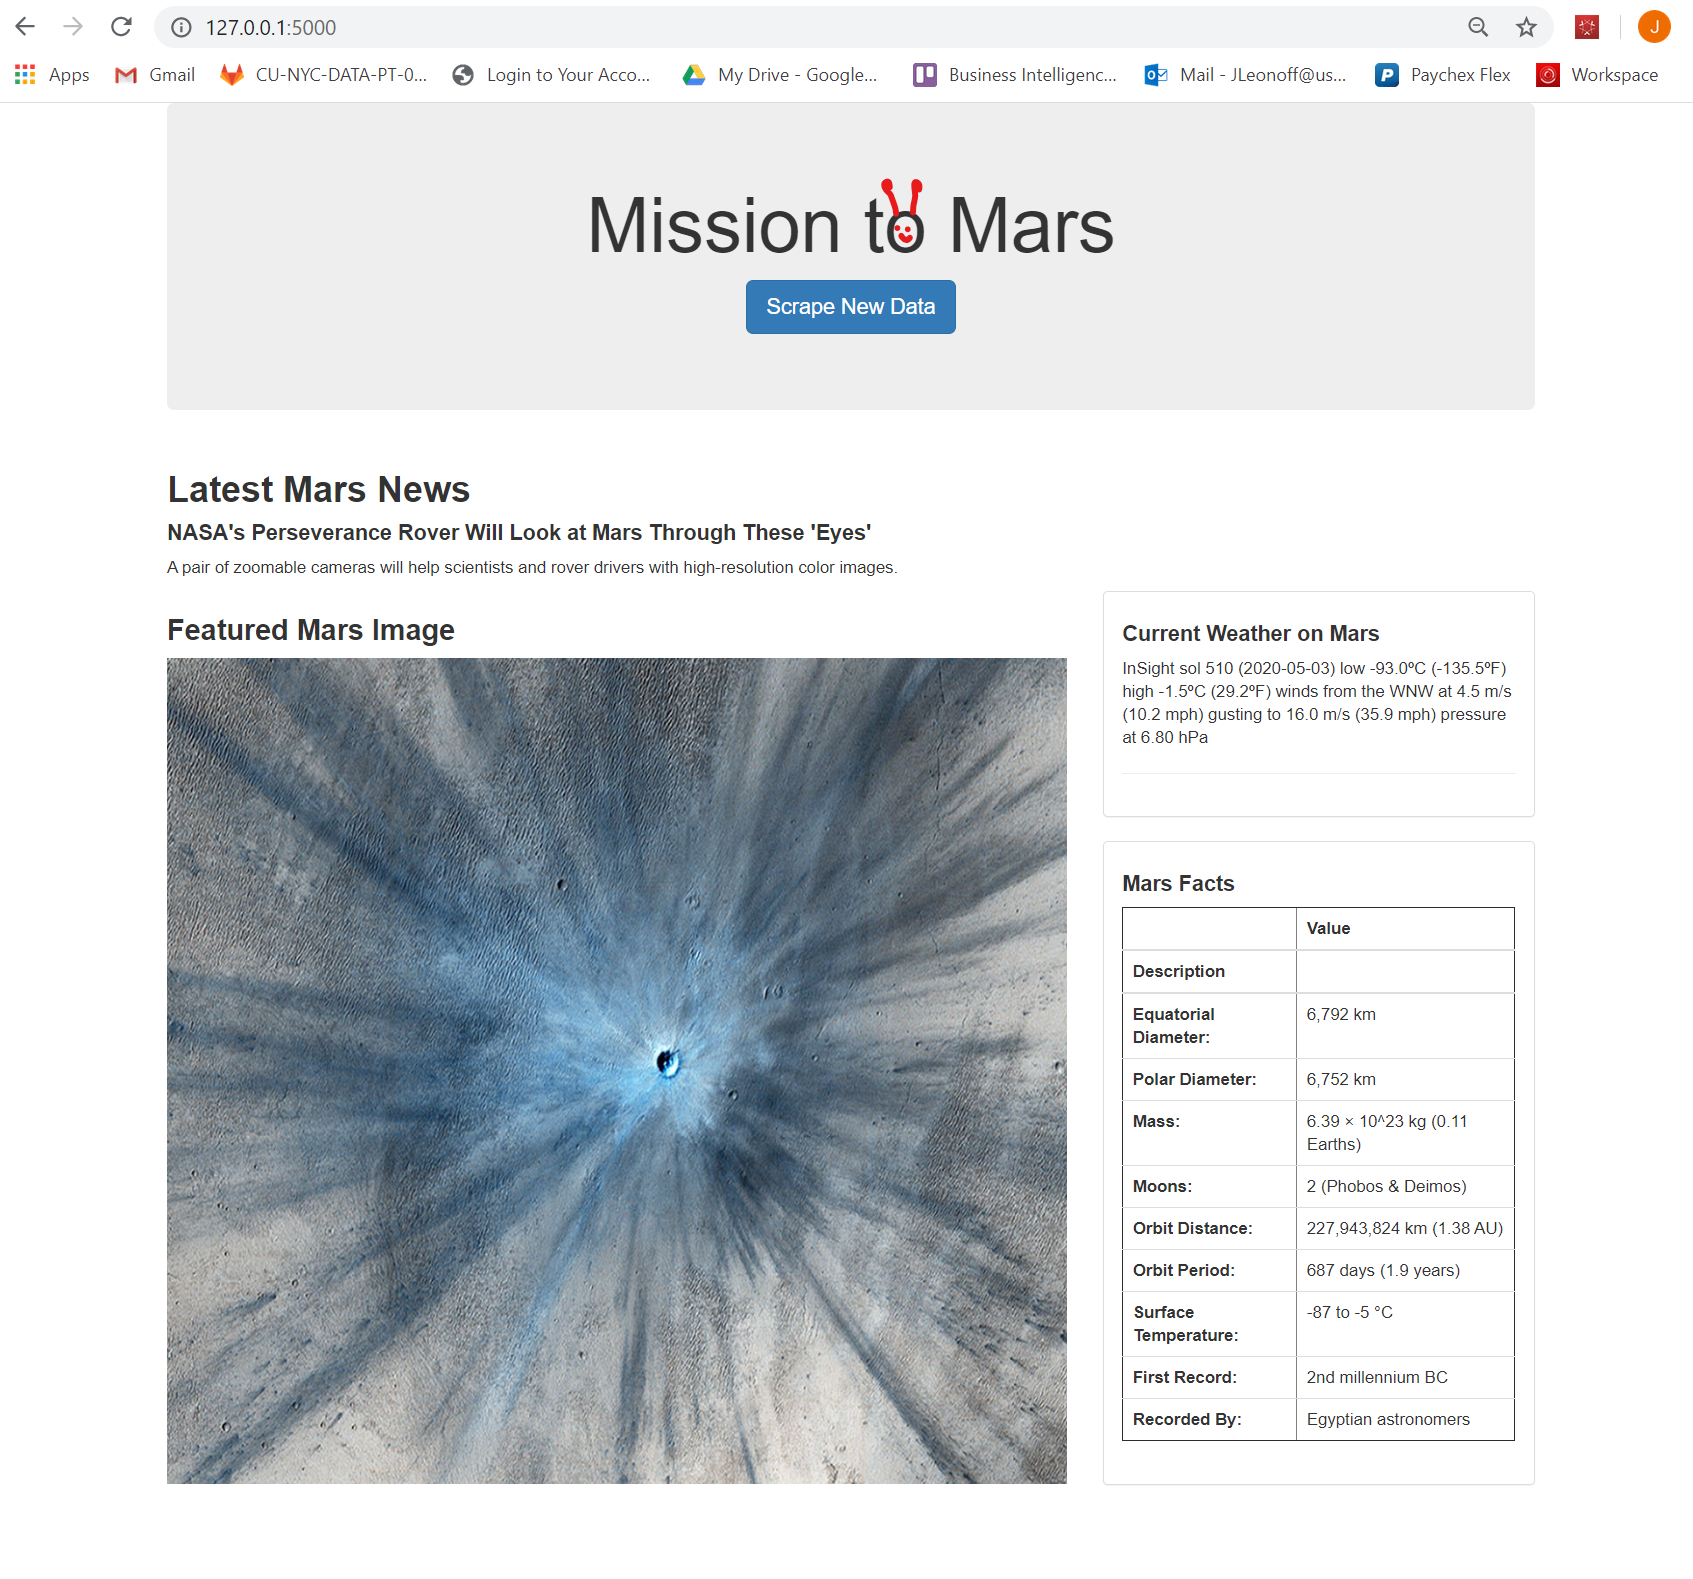 127.0.0.1:5000
J
Apps Gmail CU-NYC-DATA-PT-0... Login to Your Acco... My Drive - Google... Business Intelligenc... Mail - JLeonoff@us... Paychex Flex Workspace
Mission to Mars
Scrape New Data
Latest Mars News
NASA's Perseverance Rover Will Look at Mars Through These 'Eyes'
A pair of zoomable cameras will help scientists and rover drivers with high-resolution color images.
Featured Mars Image
Current Weather on Mars
InSight sol 510 (2020-05-03) low -93.0ºC (-135.5ºF)
high -1.5ºC (29.2ºF) winds from the WNW at 4.5 m/s
(10.2 mph) gusting to 16.0 m/s (35.9 mph) pressure
at 6.80 hPa
Mars Facts
Value
Description
Equatorial 6,792 km
Diameter:
Polar Diameter: 6,752 km
Mass: 6.39 × 10^23 kg (0.11
Earths)
Moons: 2 (Phobos & Deimos)
Orbit Distance: 227,943,824 km (1.38 AU)
Orbit Period: 687 days (1.9 years)
Surface -87 to -5 °C
Temperature:
First Record: 2nd millennium BC
Recorded By: Egyptian astronomers